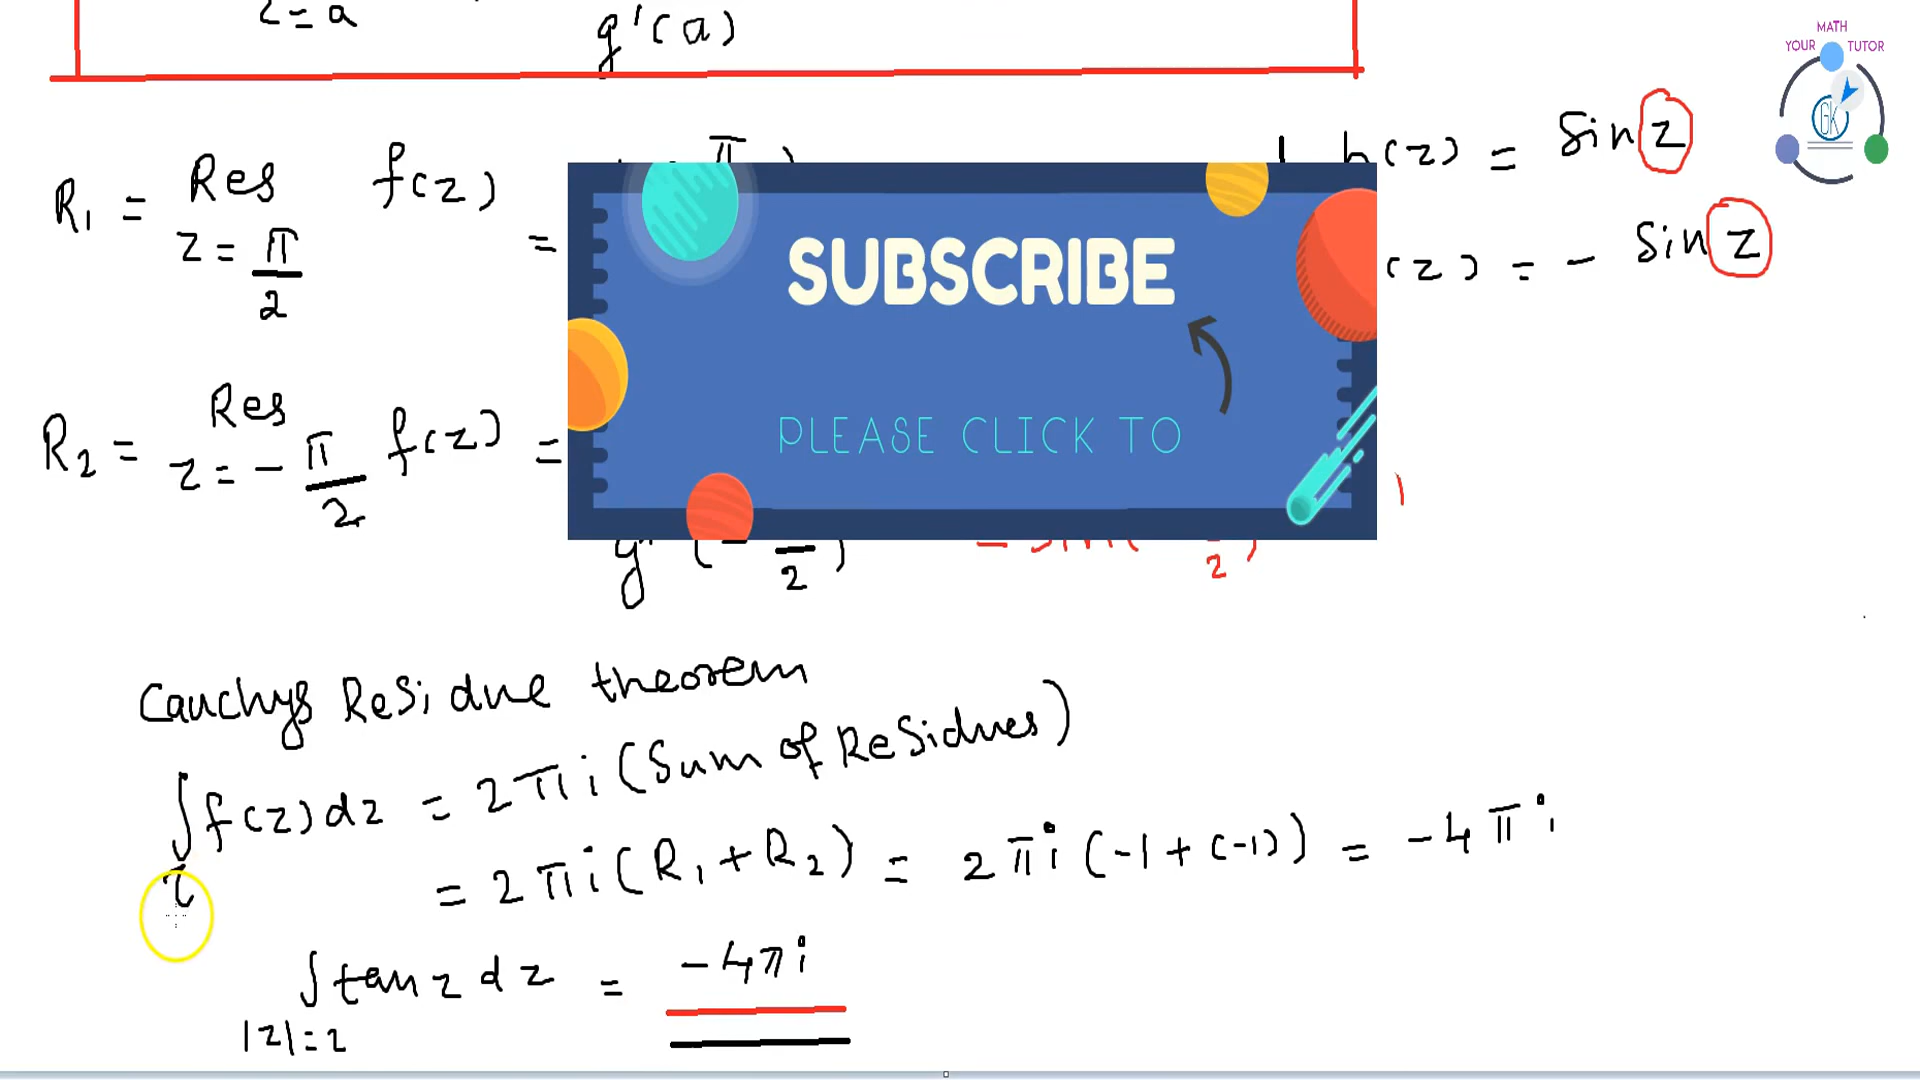 z = a
g'(a)
MATH
YOUR TUTOR
GK
R₁ = Res f(z) =
z = π/2
h(z) = Sin z
(z) = - Sin z
SUBSCRIBE
PLEASE CLICK TO
R₂ = Res f(z) =
z = - π/2
Cauchys Residue theorem
∫f(z)dz = 2πi(Sum of Residues)
= 2πi(R₁+R₂) = 2πi(-1+(-1)) = -4πi
∫tan z dz = -4πi
|z|=2